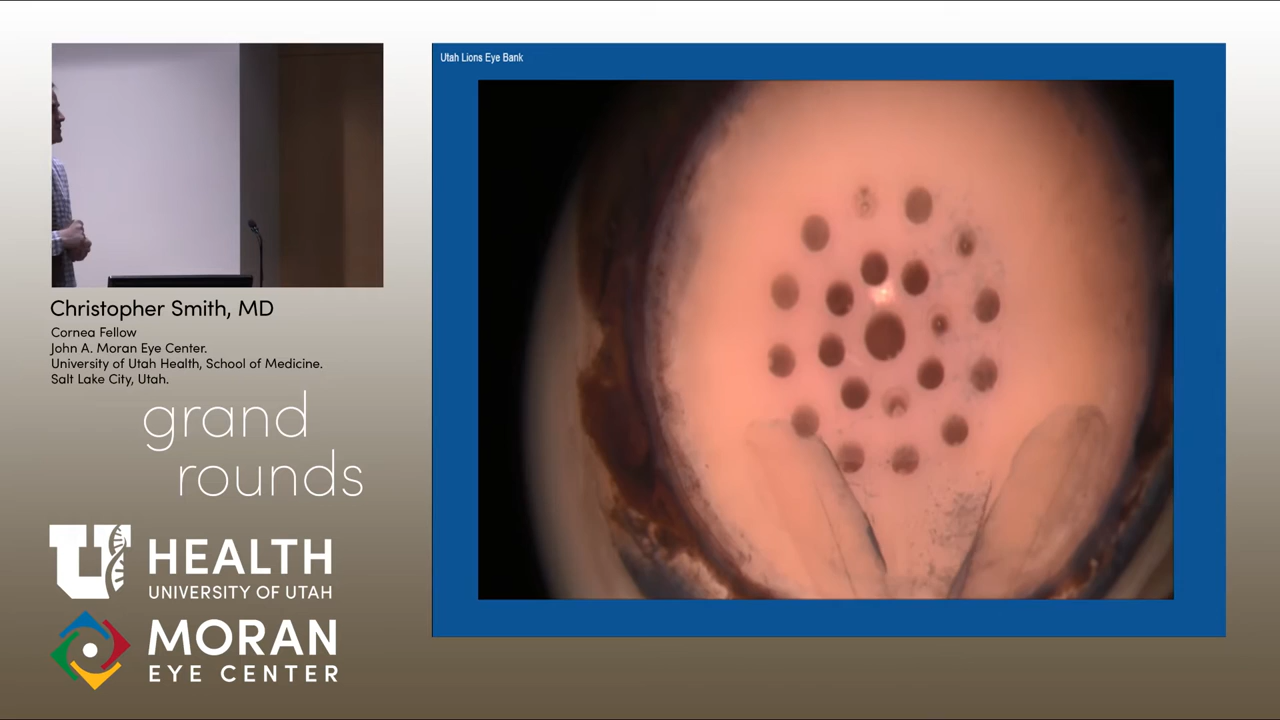 Utah Lions Eye Bank
Christopher Smith, MD
Cornea Fellow
John A. Moran Eye Center.
University of Utah Health, School of Medicine.
Salt Lake City, Utah.
grand
rounds
U HEALTH
UNIVERSITY OF UTAH
MORAN
EYE CENTER